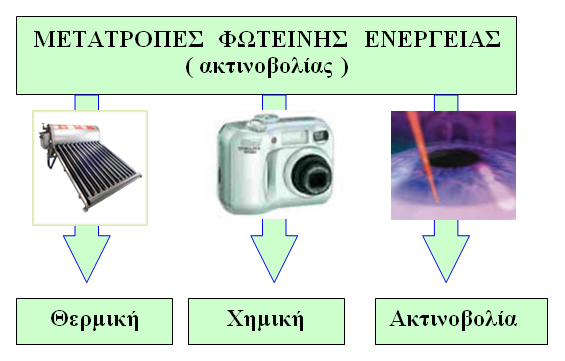 ΜΕΤΑΤΡΟΠΕΣ ΦΩΤΕΙΝΗΣ ΕΝΕΡΓΕΙΑΣ
( ακτινοβολίας )
Θερμική Χημική Ακτινοβολία